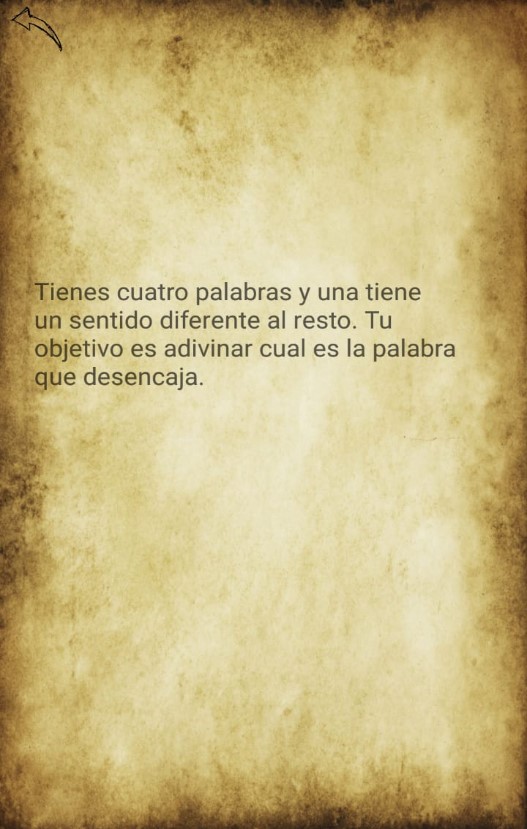 Tienes cuatro palabras y una tiene
un sentido diferente al resto. Tu
objetivo es adivinar cual es la palabra
que desencaja.